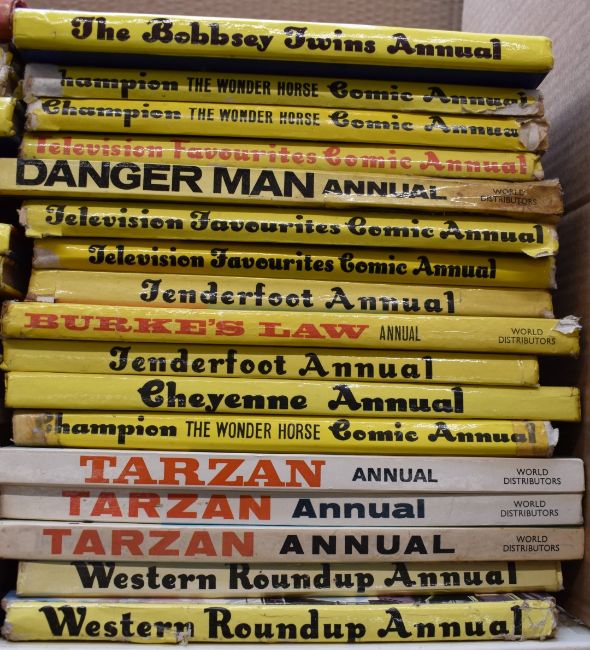 The Bobbsey Twins Annual
hampion THE WONDER HORSE Comic Annual
Champion THE WONDER HORSE Comic Annual
Television Favourites Comic Annual
DANGER MAN ANNUAL WORLD DISTRIBUTORS
Television Favourites Comic Annual
Television Favourites Comic Annual
Tenderfoot Annual
BURKE'S LAW ANNUAL WORLD DISTRIBUTORS
Tenderfoot Annual
Cheyenne Annual
Champion THE WONDER HORSE Comic Annual
TARZAN ANNUAL WORLD DISTRIBUTORS
TARZAN Annual WORLD DISTRIBUTORS
TARZAN ANNUAL WORLD DISTRIBUTORS
Western Roundup Annual
Western Roundup Annual